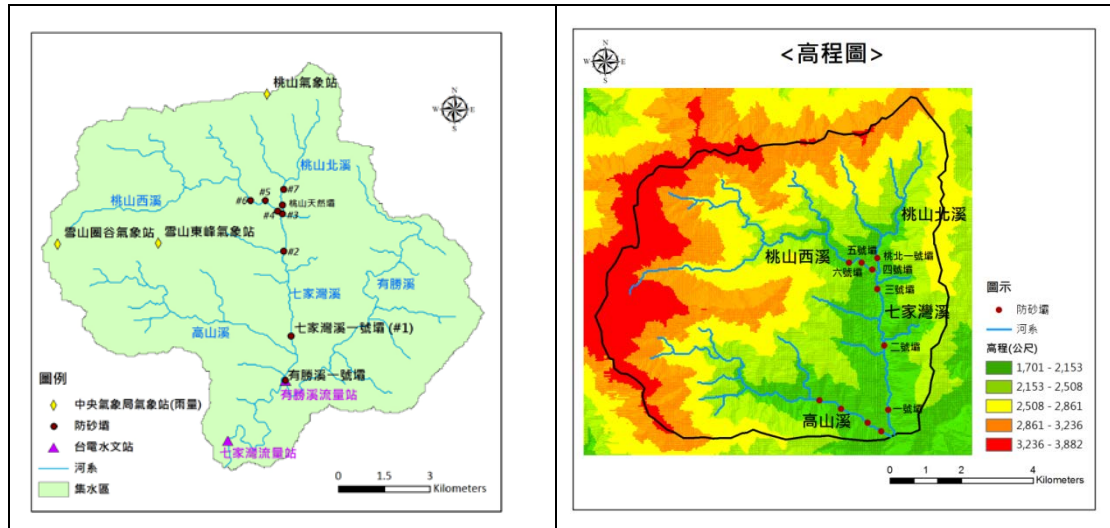 桃山氣象站
N
W
E
S
桃山北溪
桃山西溪
#7
#5
#6
桃山天然壩
#4
#3
雪山圈谷氣象站
雪山東峰氣象站
#2
七家灣溪
有勝溪
高山溪
七家灣溪一號壩 (#1)
有勝溪一號壩
有勝溪流量站
七家灣流量站
圖例
中央氣象局氣象站(雨量)
防砂壩
台電水文站
河系
集水區
0 1.5 3
Kilometers
<高程圖>
N
W
E
S
桃山北溪
桃山西溪
五號壩
桃北一號壩
六號壩
四號壩
三號壩
七家灣溪
二號壩
一號壩
高山溪
圖示
防砂壩
河系
高程(公尺)
1,701 - 2,153
2,153 - 2,508
2,508 - 2,861
2,861 - 3,236
3,236 - 3,882
0 1 2 4
Kilometers